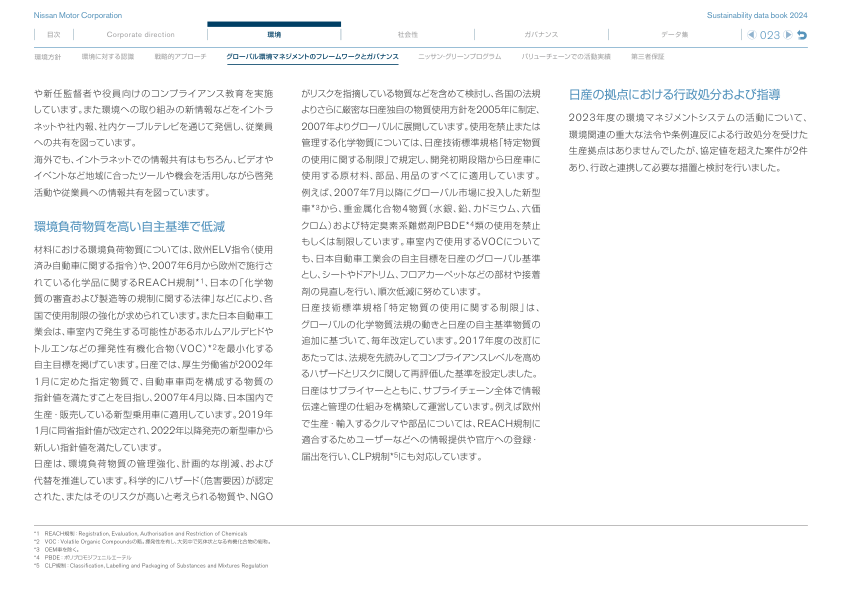 Nissan Motor Corporation
Sustainability data book 2024
目次
Corporate direction
環境
社会性
ガバナンス
データ集
023
環境方針
環境に対する認識
戦略的アプローチ
グローバル環境マネジメントのフレームワークとガバナンス
ニッサン・グリーンプログラム
バリューチェーンでの活動実績
第三者保証
や新任監督者や役員向けのコンプライアンス教育を実施
しています。また環境への取り組みの新情報などをイントラ
ネットや社内報、社内ケーブルテレビを通じて発信し、従業員
への共有を図っています。
海外でも、イントラネットでの情報共有はもちろん、ビデオや
イベントなど地域に合ったツールや機会を活用しながら啓発
活動や従業員への情報共有を図っています。
環境負荷物質を高い自主基準で低減
材料における環境負荷物質については、欧州ELV指令（使用
済み自動車に関する指令）や、2007年6月から欧州で施行さ
れている化学品に関するREACH規制*1、日本の「化学物
質の審査および製造等の規制に関する法律」などにより、各
国で使用制限の強化が求められています。また日本自動車工
業会は、車室内で発生する可能性があるホルムアルデヒドや
トルエンなどの揮発性有機化合物（VOC）*2を最小化する
自主目標を掲げています。日産では、厚生労働省が2002年
1月に定めた指定物質で、自動車車両を構成する物質の
指針値を満たすことを目指し、2007年4月以降、日本国内で
生産・販売している新型乗用車に適用しています。2019年
1月に同省指針値が改定され、2022年以降発売の新型車から
新しい指針値を満たしています。
日産は、環境負荷物質の管理強化、計画的な削減、および
代替を推進しています。科学的にハザード（危害要因）が認定
された、またはそのリスクが高いと考えられる物質や、NGO
がリスクを指摘している物質などを含めて検討し、各国の法規
よりさらに厳密な日産独自の物質使用方針を2005年に制定、
2007年よりグローバルに展開しています。使用を禁止または
管理する化学物質については、日産技術標準規格「特定物質
の使用に関する制限」で規定し、開発初期段階から日産車に
使用する原材料、部品、用品のすべてに適用しています。
例えば、2007年7月以降にグローバル市場に投入した新型
車*3から、重金属化合物4物質（水銀、鉛、カドミウム、六価
クロム）および特定臭素系難燃剤PBDE*4類の使用を禁止
もしくは制限しています。車室内で使用するVOCについて
も、日本自動車工業会の自主目標を日産のグローバル基準
とし、シートやドアトリム、フロアカーペットなどの部材や接着
剤の見直しを行い、順次低減に努めています。
日産技術標準規格「特定物質の使用に関する制限」は、
グローバルの化学物質法規の動きと日産の自主基準物質の
追加に基づいて、毎年改定しています。2017年度の改訂に
あたっては、法規を先読みしてコンプライアンスレベルを高め
るハザードとリスクに関して再評価した基準を設定しました。
日産はサプライヤーとともに、サプライチェーン全体で情報
伝達と管理の仕組みを構築して運営しています。例えば欧州
で生産・輸入するクルマや部品については、REACH規制に
適合するためユーザーなどへの情報提供や官庁への登録・
届出を行い、CLP規制*5にも対応しています。
日産の拠点における行政処分および指導
2023年度の環境マネジメントシステムの活動について、
環境関連の重大な法令や条例違反による行政処分を受けた
生産拠点はありませんでしたが、協定値を超えた案件が2件
あり、行政と連携して必要な措置と検討を行いました。
*1 REACH規制：Registration, Evaluation, Authorisation and Restriction of Chemicals
*2 VOC：Volatile Organic Compoundsの略。揮発性を有し、大気中で気体状となる有機化合物の総称。
*3 OEM車を除く。
*4 PBDE：ポリブロモジフェニルエーテル
*5 CLP規制：Classification, Labelling and Packaging of Substances and Mixtures Regulation